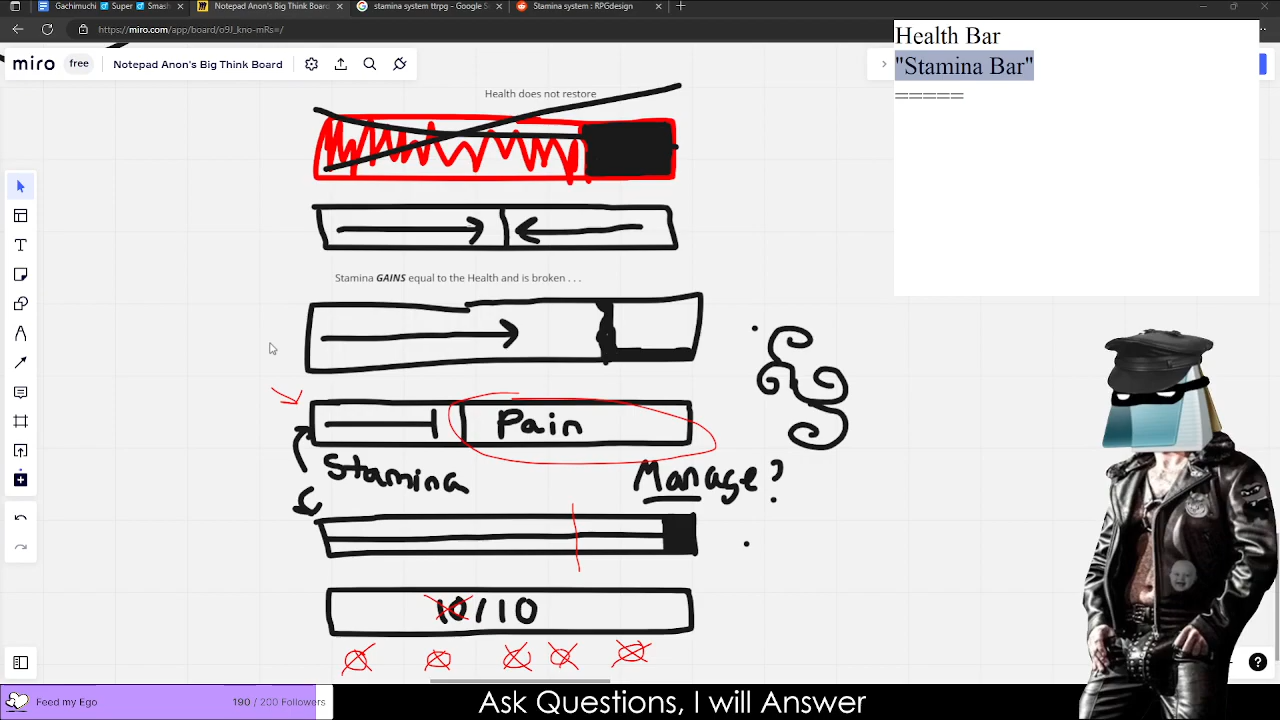 Gchimuchi Super Smash
Notepad Anon's Big Think Board
stamina system ttrpg - Google S
Stamina system : RPGdesign
https://miro.com/app/board/o9J_kno-mRs=/
miro
free
Notepad Anon's Big Think Board
Health Bar
"Stamina Bar"
=====
Health does not restore
Stamina GAINS equal to the Health and is broken . . .
Pain
Stamina
Manage?
10/10
Feed my Ego
190 / 200 Followers
Ask Questions, I will Answer